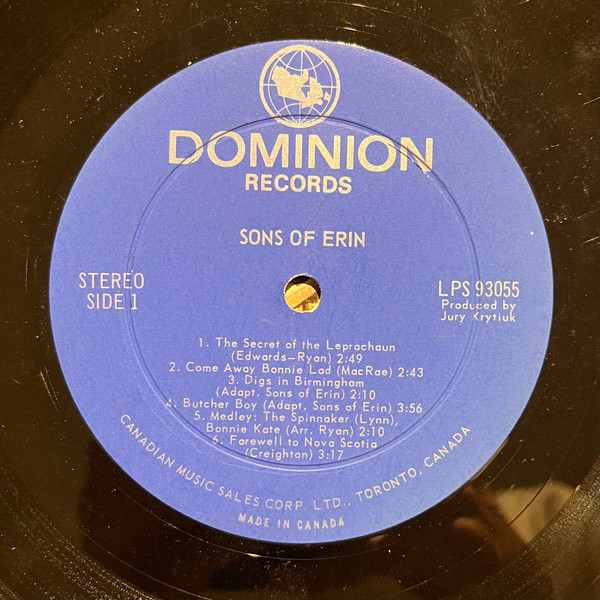 DOMINION
RECORDS
SONS OF ERIN
STEREO
SIDE 1
LPS 93055
Produced by
Jury Krytiuk
1. The Secret of the Leprachaun
(Edwards–Ryan) 2:49
2. Come Away Bonnie Lad (MacRae) 2:43
3. Digs in Birmingham
(Adapt. Sons of Erin) 2:10
4. Butcher Boy (Adapt. Sons of Erin) 3:56
5. Medley: The Spinnaker (Lynn),
Bonnie Kate (Arr. Ryan) 2:10
6. Farewell to Nova Scotia
(Creighton) 3:17
CANADIAN MUSIC SALES CORP. LTD., TORONTO, CANADA
MADE IN CANADA